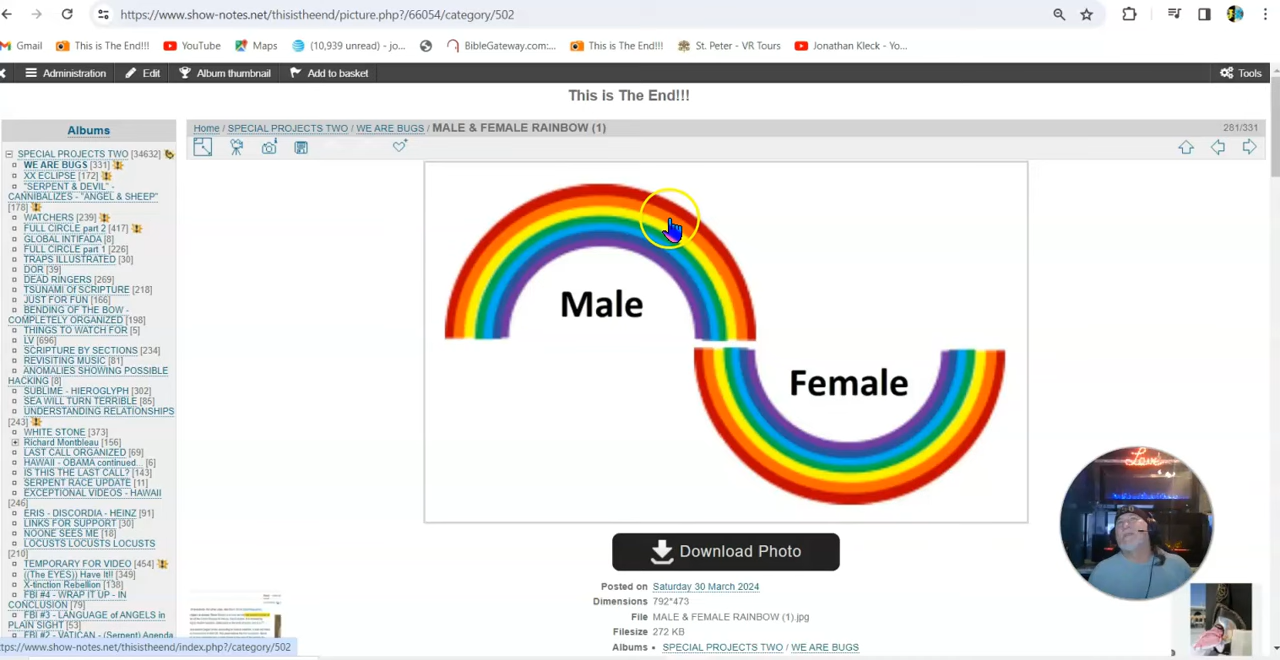 https://www.show-notes.net/thisistheend/picture.php?/66054/category/502
Gmail This is The End!!! YouTube Maps (10,939 unread) - jo... BibleGateway.com:... This is The End!!! St. Peter - VR Tours Jonathan Kleck - Yo...
Administration Edit Album thumbnail Add to basket Tools
This is The End!!!
Albums
Home / SPECIAL PROJECTS TWO / WE ARE BUGS / MALE & FEMALE RAINBOW (1) 281/331
SPECIAL PROJECTS TWO [34632]
WE ARE BUGS [331]
XX ECLIPSE [172]
"SERPENT & DEVIL" -
CANNIBALIZES - "ANGEL & SHEEP"
[178]
WATCHERS [239]
FULL CIRCLE part 2 [417]
GLOBAL INTIFADA [8]
FULL CIRCLE part 1 [226]
TRAPS ILLUSTRATED [30]
DOR [39]
DEAD RINGERS [269]
TSUNAMI Of SCRIPTURE [218]
JUST FOR FUN [166]
BENDING OF THE BOW -
COMPLETELY ORGANIZED [198]
THINGS TO WATCH FOR [5]
LV [696]
SCRIPTURE BY SECTIONS [234]
REVISITING MUSIC [81]
ANOMALIES SHOWING POSSIBLE
HACKING [8]
SUBLIME - HIEROGLYPH [302]
SEA WILL TURN TERRIBLE [85]
UNDERSTANDING RELATIONSHIPS
[243]
WHITE STONE [373]
Richard Montbleau [156]
LAST CALL ORGANIZED [69]
HAWAII - OBAMA continued... [6]
IS THIS THE LAST CALL? [143]
SERPENT RACE UPDATE [11]
EXCEPTIONAL VIDEOS - HAWAII
[246]
ERIS - DISCORDIA - HEINZ [91]
LINKS FOR SUPPORT [30]
NOONE SEES ME [18]
LOCUSTS LOCUSTS LOCUSTS
[210]
TEMPORARY FOR VIDEO [454]
((The EYES)) Have It!! [349]
X-tinction Rebellion [138]
FBI #4 - WRAP IT UP - IN
CONCLUSION [79]
FBI #3 - LANGUAGE of ANGELS in
PLAIN SIGHT [53]
FBI #2 - VATICAN - (Serpent) Agenda
Male
Female
Love
Download Photo
Posted on Saturday 30 March 2024
Dimensions 792*473
File MALE & FEMALE RAINBOW (1).jpg
Filesize 272 KB
Albums • SPECIAL PROJECTS TWO / WE ARE BUGS
ttps://www.show-notes.net/thisistheend/index.php?/category/502